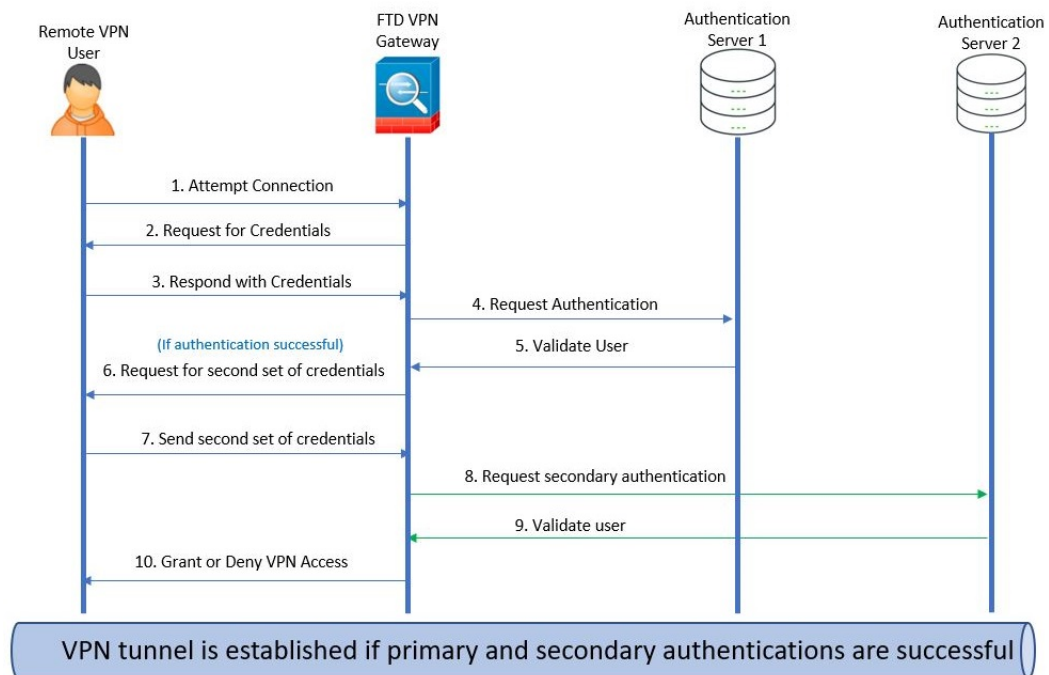 Remote VPN
User
FTD VPN
Gateway
Authentication
Server 1
Authentication
Server 2
1. Attempt Connection
2. Request for Credentials
3. Respond with Credentials
4. Request Authentication
5. Validate User
(If authentication successful)
6. Request for second set of credentials
7. Send second set of credentials
8. Request secondary authentication
9. Validate user
10. Grant or Deny VPN Access
VPN tunnel is established if primary and secondary authentications are successful